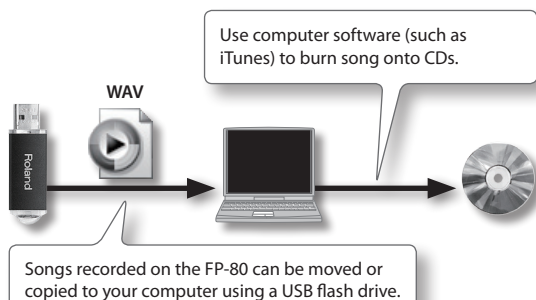 Use computer software (such as
iTunes) to burn song onto CDs.
WAV
Roland
Songs recorded on the FP-80 can be moved or
copied to your computer using a USB flash drive.